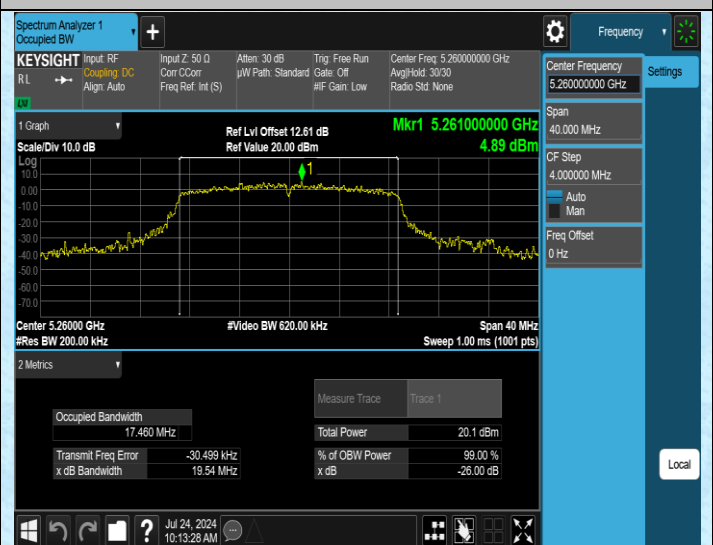 Spectrum Analyzer 1
Occupied BW
+
Frequency
KEYSIGHT
RL
LXI
Input: RF
Coupling: DC
Align: Auto
Input Z: 50 Ω
Corr CCorr
Freq Ref: Int (S)
Atten: 30 dB
µW Path: Standard
Trig: Free Run
Gate: Off
#IF Gain: Low
Center Freq: 5.260000000 GHz
Avg|Hold: 30/30
Radio Std: None
Center Frequency
5.260000000 GHz
Settings
Span
40.000 MHz
CF Step
4.000000 MHz
Auto
Man
Freq Offset
0 Hz
1 Graph
Scale/Div 10.0 dB
Ref Lvl Offset 12.61 dB
Ref Value 20.00 dBm
Mkr1 5.261000000 GHz
4.89 dBm
Log
10.0
0.00
-10.0
-20.0
-30.0
-40.0
-50.0
-60.0
-70.0
1
Center 5.26000 GHz
#Res BW 200.00 kHz
#Video BW 620.00 kHz
Span 40 MHz
Sweep 1.00 ms (1001 pts)
2 Metrics
Measure Trace Trace 1
Occupied Bandwidth
17.460 MHz
Total Power 20.1 dBm
Transmit Freq Error -30.499 kHz
% of OBW Power 99.00 %
x dB Bandwidth 19.54 MHz
x dB -26.00 dB
Local
?
Jul 24, 2024
10:13:28 AM